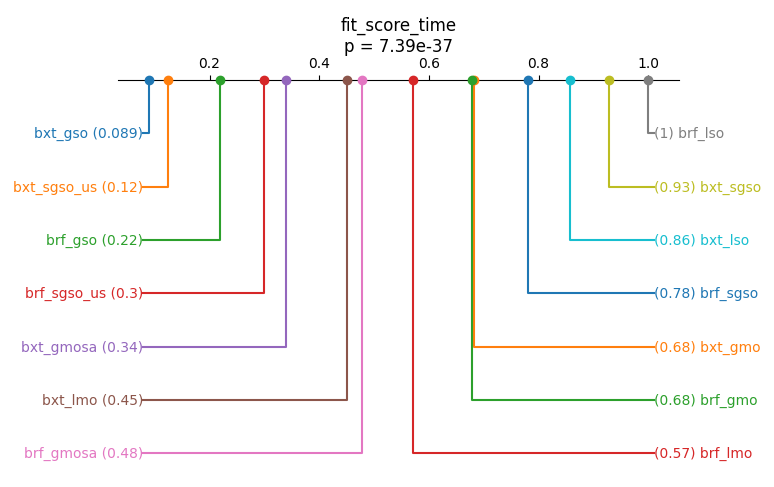 fit_score_time
p = 7.39e-37
0.2 0.4 0.6 0.8 1.0
bxt_gso (0.089) (1) brf_lso
bxt_sgso_us (0.12) (0.93) bxt_sgso
brf_gso (0.22) (0.86) bxt_lso
brf_sgso_us (0.3) (0.78) brf_sgso
bxt_gmosa (0.34) (0.68) bxt_gmo
bxt_lmo (0.45) (0.68) brf_gmo
brf_gmosa (0.48) (0.57) brf_lmo